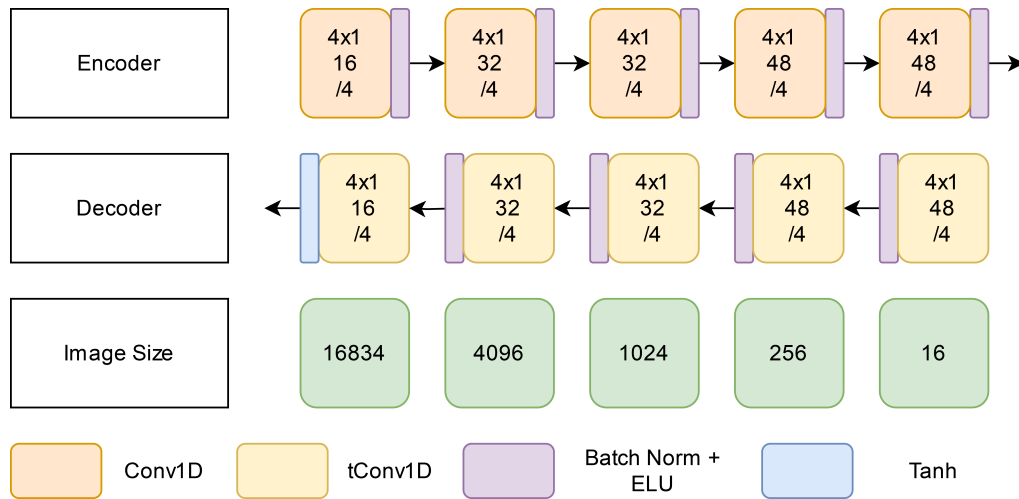 Encoder
4x1
16
/4
4x1
32
/4
4x1
32
/4
4x1
48
/4
4x1
48
/4
Decoder
4x1
16
/4
4x1
32
/4
4x1
32
/4
4x1
48
/4
4x1
48
/4
Image Size
16834
4096
1024
256
16
Conv1D
tConv1D
Batch Norm +
ELU
Tanh